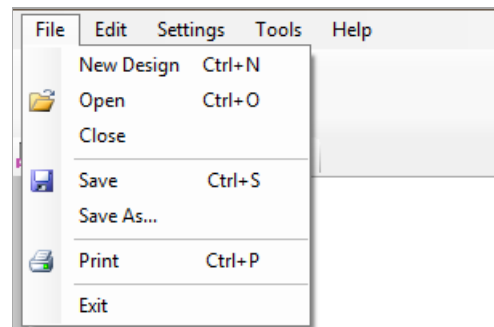 File Edit Settings Tools Help
New Design Ctrl+N
Open Ctrl+O
Close
Save Ctrl+S
Save As...
Print Ctrl+P
Exit